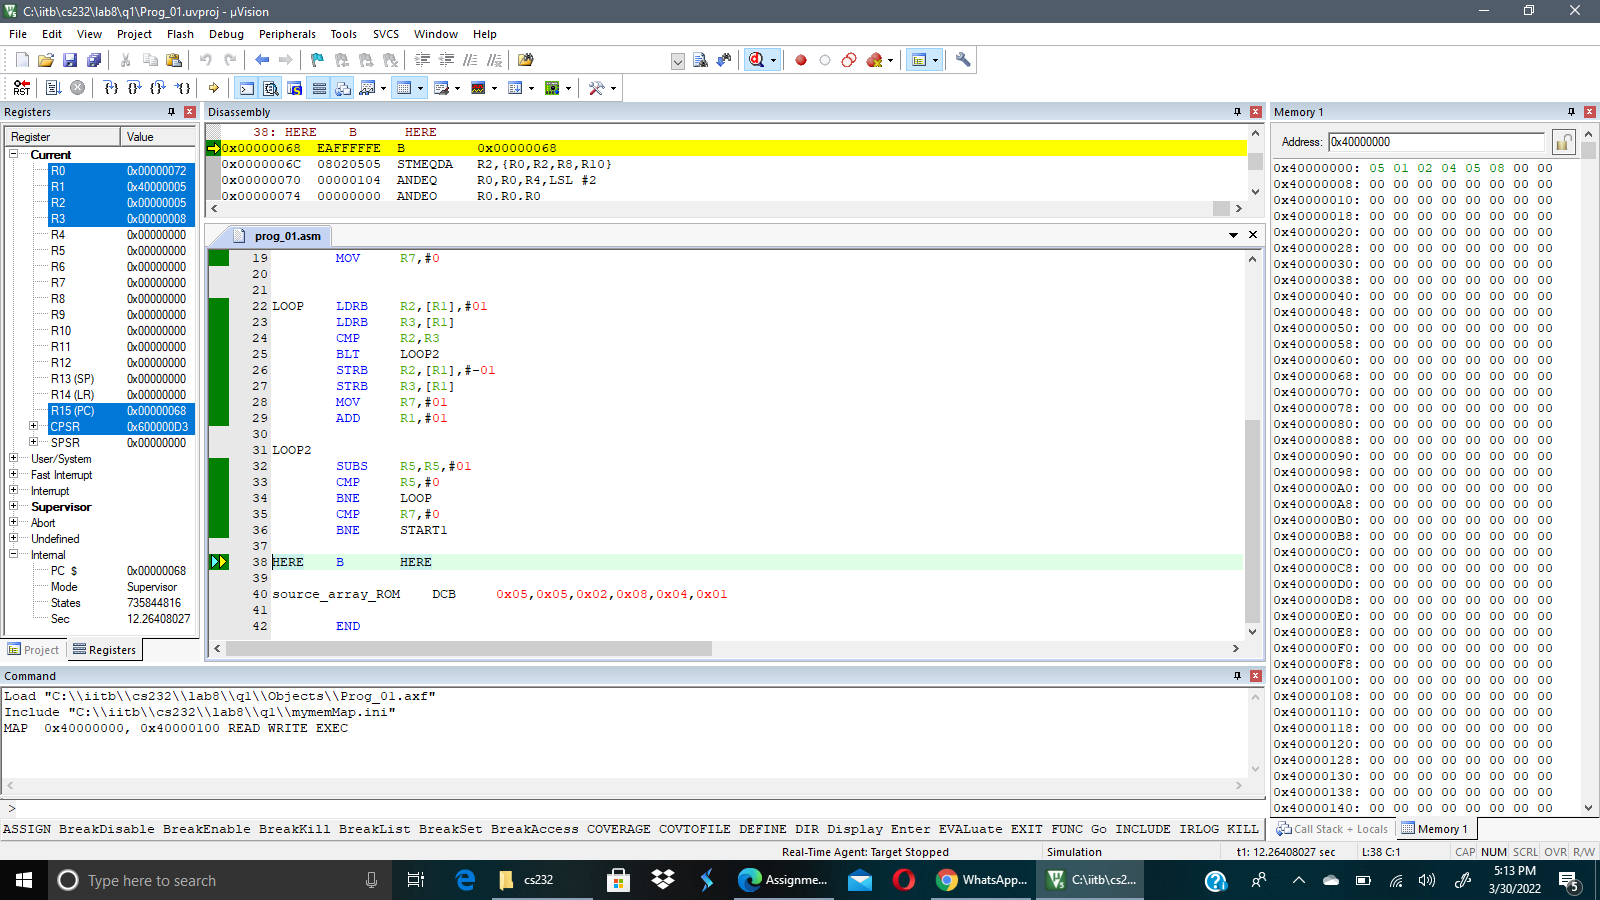 C:\iitb\cs232\lab8\q1\Prog_01.uvproj - µVision
File Edit View Project Flash Debug Peripherals Tools SVCS Window Help
Registers
Register Value
Current
R0 0x00000072
R1 0x40000005
R2 0x00000005
R3 0x00000008
R4 0x00000000
R5 0x00000000
R6 0x00000000
R7 0x00000000
R8 0x00000000
R9 0x00000000
R10 0x00000000
R11 0x00000000
R12 0x00000000
R13 (SP) 0x00000000
R14 (LR) 0x00000000
R15 (PC) 0x00000068
CPSR 0x600000D3
SPSR 0x00000000
User/System
Fast Interrupt
Interrupt
Supervisor
Abort
Undefined
Internal
PC $ 0x00000068
Mode Supervisor
States 735844816
Sec 12.26408027
Project Registers
Disassembly
38: HERE B HERE
0x00000068 EAFFFFFE B 0x00000068
0x0000006C 08020505 STMEQDA R2,{R0,R2,R8,R10}
0x00000070 00000104 ANDEQ R0,R0,R4,LSL #2
0x00000074 00000000 ANDEQ R0,R0,R0
prog_01.asm
19 MOV R7,#0
20
21
22 LOOP LDRB R2,[R1],#01
23 LDRB R3,[R1]
24 CMP R2,R3
25 BLT LOOP2
26 STRB R2,[R1],#-01
27 STRB R3,[R1]
28 MOV R7,#01
29 ADD R1,#01
30
31 LOOP2
32 SUBS R5,R5,#01
33 CMP R5,#0
34 BNE LOOP
35 CMP R7,#0
36 BNE START1
37
38 HERE B HERE
39
40 source_array_ROM DCB 0x05,0x05,0x02,0x08,0x04,0x01
41
42 END
Memory 1
Address: 0x40000000
0x40000000: 05 01 02 04 05 08 00 00
0x40000008: 00 00 00 00 00 00 00 00
0x40000010: 00 00 00 00 00 00 00 00
0x40000018: 00 00 00 00 00 00 00 00
0x40000020: 00 00 00 00 00 00 00 00
0x40000028: 00 00 00 00 00 00 00 00
0x40000030: 00 00 00 00 00 00 00 00
0x40000038: 00 00 00 00 00 00 00 00
0x40000040: 00 00 00 00 00 00 00 00
0x40000048: 00 00 00 00 00 00 00 00
0x40000050: 00 00 00 00 00 00 00 00
0x40000058: 00 00 00 00 00 00 00 00
0x40000060: 00 00 00 00 00 00 00 00
0x40000068: 00 00 00 00 00 00 00 00
0x40000070: 00 00 00 00 00 00 00 00
0x40000078: 00 00 00 00 00 00 00 00
0x40000080: 00 00 00 00 00 00 00 00
0x40000088: 00 00 00 00 00 00 00 00
0x40000090: 00 00 00 00 00 00 00 00
0x40000098: 00 00 00 00 00 00 00 00
0x400000A0: 00 00 00 00 00 00 00 00
0x400000A8: 00 00 00 00 00 00 00 00
0x400000B0: 00 00 00 00 00 00 00 00
0x400000B8: 00 00 00 00 00 00 00 00
0x400000C0: 00 00 00 00 00 00 00 00
0x400000C8: 00 00 00 00 00 00 00 00
0x400000D0: 00 00 00 00 00 00 00 00
0x400000D8: 00 00 00 00 00 00 00 00
0x400000E0: 00 00 00 00 00 00 00 00
0x400000E8: 00 00 00 00 00 00 00 00
0x400000F0: 00 00 00 00 00 00 00 00
0x400000F8: 00 00 00 00 00 00 00 00
0x40000100: 00 00 00 00 00 00 00 00
0x40000108: 00 00 00 00 00 00 00 00
0x40000110: 00 00 00 00 00 00 00 00
0x40000118: 00 00 00 00 00 00 00 00
0x40000120: 00 00 00 00 00 00 00 00
0x40000128: 00 00 00 00 00 00 00 00
0x40000130: 00 00 00 00 00 00 00 00
0x40000138: 00 00 00 00 00 00 00 00
0x40000140: 00 00 00 00 00 00 00 00
Call Stack + Locals Memory 1
Command
Load "C:\\iitb\\cs232\\lab8\\q1\\Objects\\Prog_01.axf"
Include "C:\\iitb\\cs232\\lab8\\q1\\mymemMap.ini"
MAP 0x40000000, 0x40000100 READ WRITE EXEC
>
ASSIGN BreakDisable BreakEnable BreakKill BreakList BreakSet BreakAccess COVERAGE COVTOFILE DEFINE DIR Display Enter EVALuate EXIT FUNC Go INCLUDE IRLOG KILL
Real-Time Agent: Target Stopped Simulation t1: 12.26408027 sec L:38 C:1 CAP NUM SCRL OVR R/W
Type here to search
cs232
Assignme...
WhatsApp...
C:\iitb\cs2...
5:13 PM
3/30/2022
5